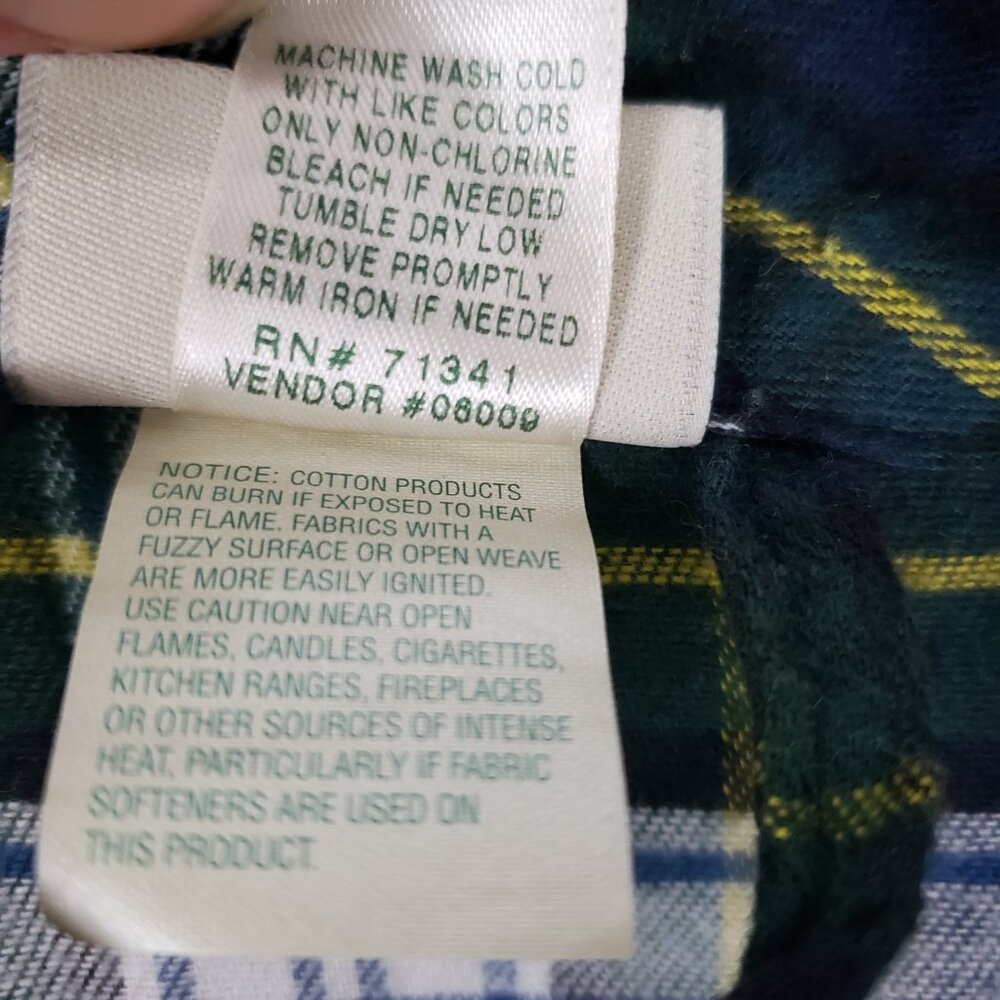 MACHINE WASH COLD
WITH LIKE COLORS
ONLY NON-CHLORINE
BLEACH IF NEEDED
TUMBLE DRY LOW
REMOVE PROMPTLY
WARM IRON IF NEEDED
RN# 71341
VENDOR #06009
NOTICE: COTTON PRODUCTS
CAN BURN IF EXPOSED TO HEAT
OR FLAME. FABRICS WITH A
FUZZY SURFACE OR OPEN WEAVE
ARE MORE EASILY IGNITED.
USE CAUTION NEAR OPEN
FLAMES, CANDLES, CIGARETTES,
KITCHEN RANGES, FIREPLACES
OR OTHER SOURCES OF INTENSE
HEAT, PARTICULARLY IF FABRIC
SOFTENERS ARE USED ON
THIS PRODUCT.